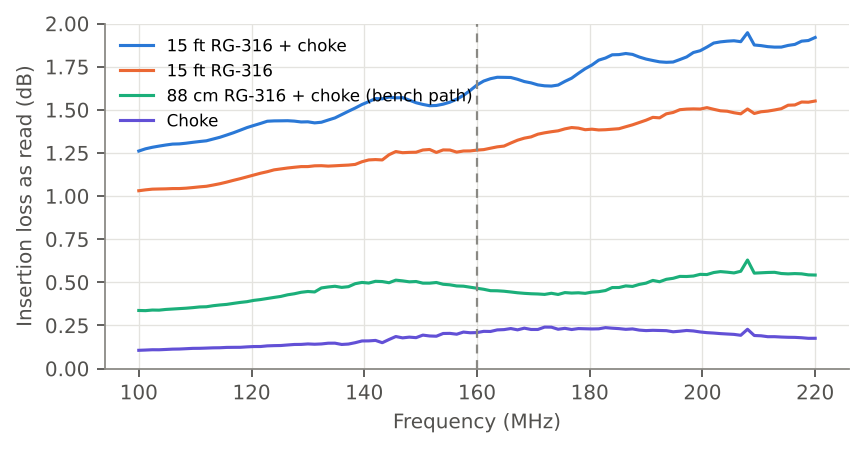 2.00
1.75
1.50
1.25
1.00
0.75
0.50
0.25
0.00
Insertion loss as read (dB)
15 ft RG-316 + choke
15 ft RG-316
88 cm RG-316 + choke (bench path)
Choke
100 120 140 160 180 200 220
Frequency (MHz)